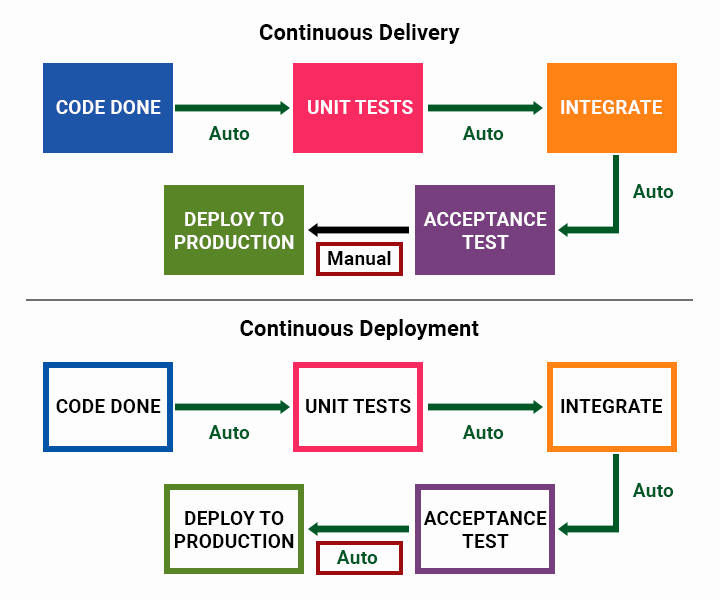 Continuous Delivery
CODE DONE
Auto
UNIT TESTS
Auto
INTEGRATE
Auto
ACCEPTANCE
TEST
Manual
DEPLOY TO
PRODUCTION
Continuous Deployment
CODE DONE
Auto
UNIT TESTS
Auto
INTEGRATE
Auto
ACCEPTANCE
TEST
Auto
DEPLOY TO
PRODUCTION